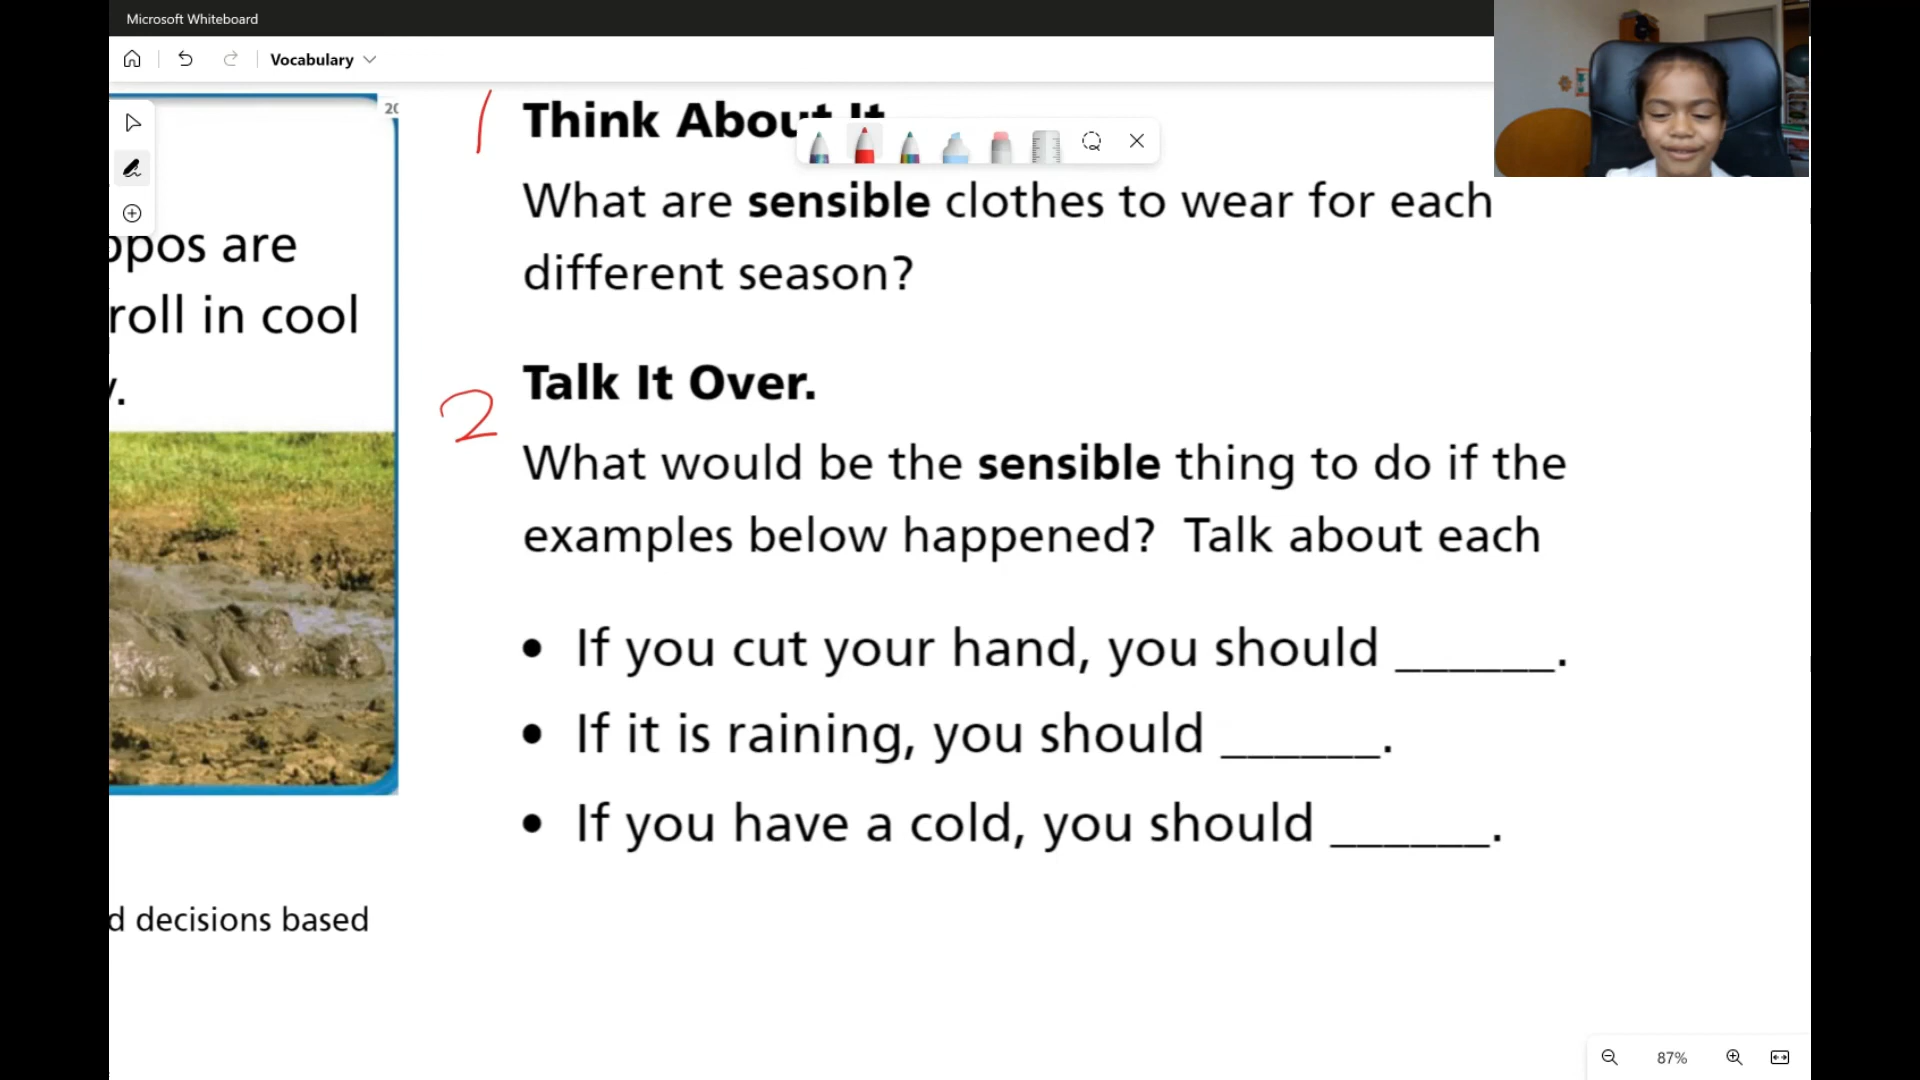 Microsoft Whiteboard
Vocabulary
20
ppos are
roll in cool
y.
d decisions based
1
Think About It
What are sensible clothes to wear for each
different season?
2
Talk It Over.
What would be the sensible thing to do if the
examples below happened? Talk about each
• If you cut your hand, you should ______.
• If it is raining, you should ______.
• If you have a cold, you should ______.
87%